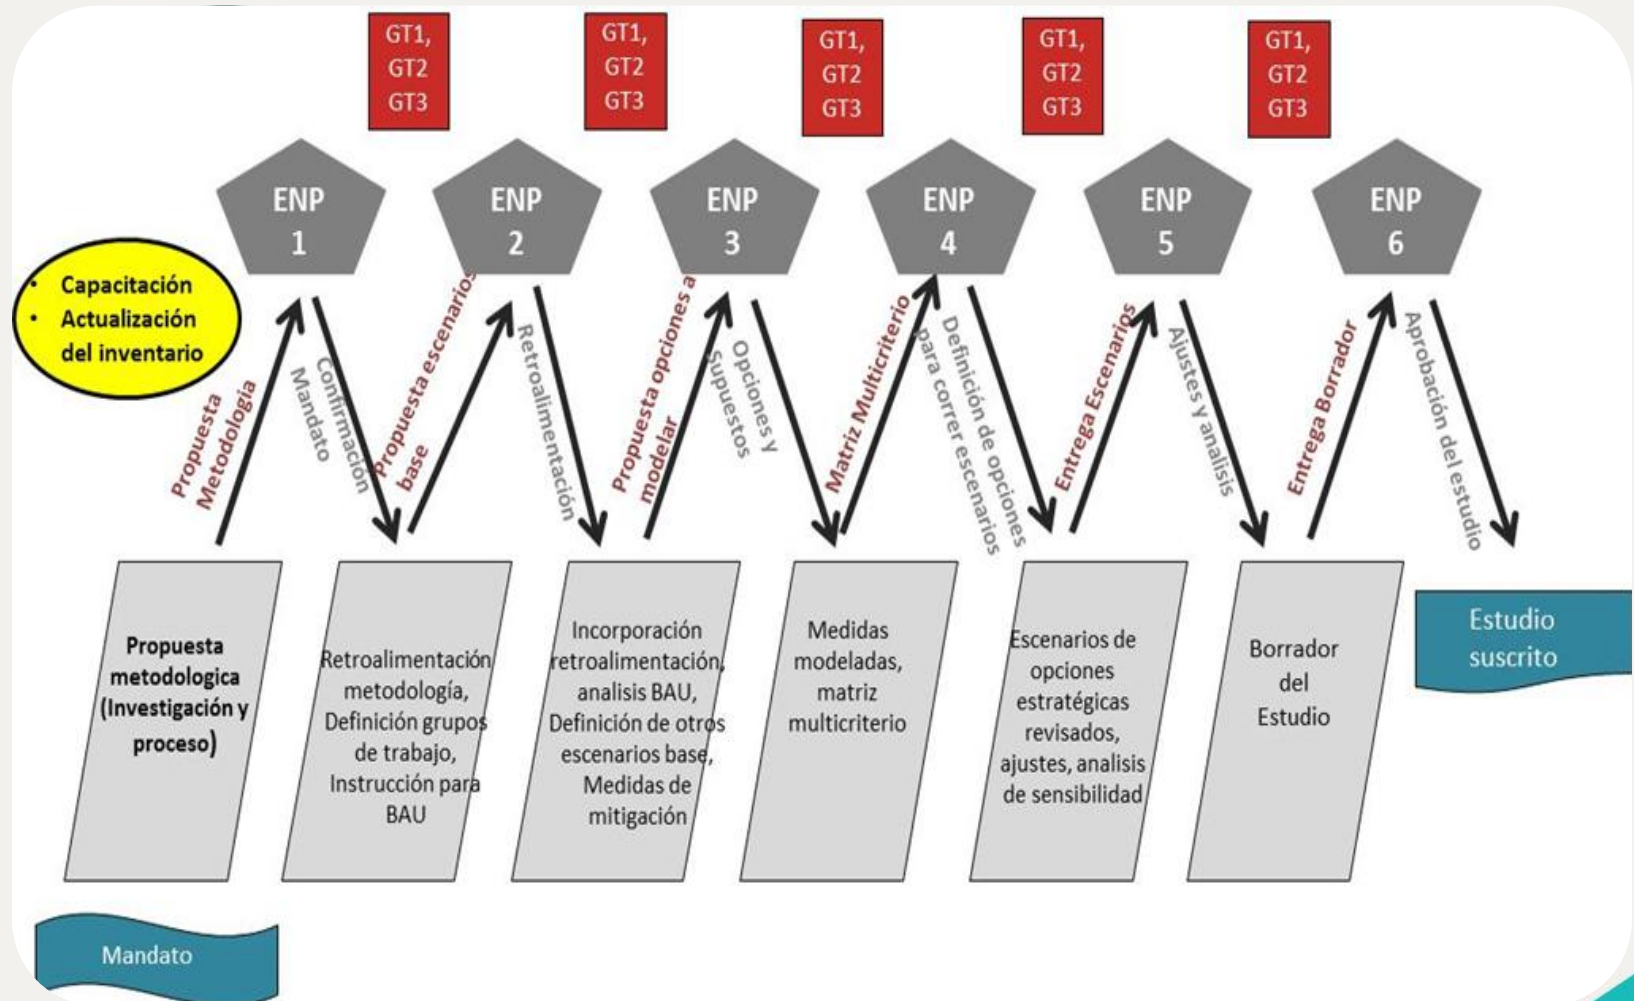 GT1,
GT2
GT3
GT1,
GT2
GT3
GT1,
GT2
GT3
GT1,
GT2
GT3
GT1,
GT2
GT3
ENP
1
ENP
2
ENP
3
ENP
4
ENP
5
ENP
6
• Capacitación
• Actualización
del inventario
Propuesta
Metodologia
Confirmación
Mandato
Propuesta escenarios
base
Retroalimentación
Propuesta opciones a
modelar
Opciones y
Supuestos
Matriz Multicriterio
Definición de opciones
para correr escenarios
Entrega Escenarios
Ajustes y analisis
Entrega Borrador
Aprobación del estudio
Propuesta
metodologica
(Investigación y
proceso)
Retroalimentación
metodología,
Definición grupos
de trabajo,
Instrucción para
BAU
Incorporación
retroalimentación,
analisis BAU,
Definición de otros
escenarios base,
Medidas de
mitigación
Medidas
modeladas,
matriz
multicriterio
Escenarios de
opciones
estratégicas
revisados,
ajustes, analisis
de sensibilidad
Borrador
del
Estudio
Estudio
suscrito
Mandato